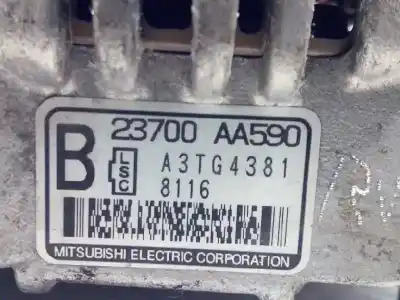 B 23700 AA590
LSC A3TG4381
8116
MITSUBISHI ELECTRIC CORPORATION